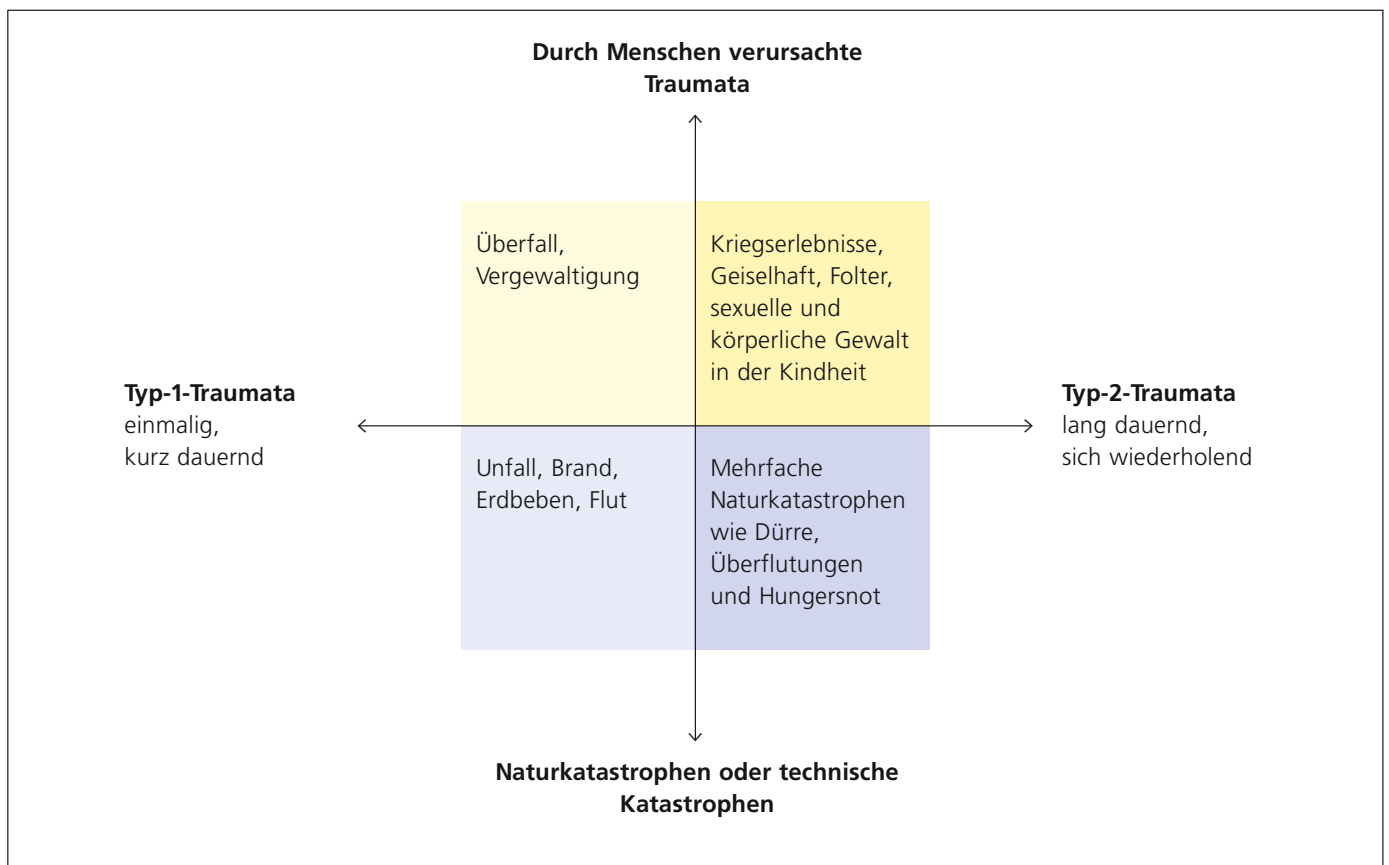 Durch Menschen verursachte
Traumata
Überfall,
Vergewaltigung
Kriegserlebnisse,
Geiselhaft, Folter,
sexuelle und
körperliche Gewalt
in der Kindheit
Typ-1-Traumata
einmalig,
kurz dauernd
Typ-2-Traumata
lang dauernd,
sich wiederholend
Unfall, Brand,
Erdbeben, Flut
Mehrfache
Naturkatastrophen
wie Dürre,
Überflutungen
und Hungersnot
Naturkatastrophen oder technische
Katastrophen